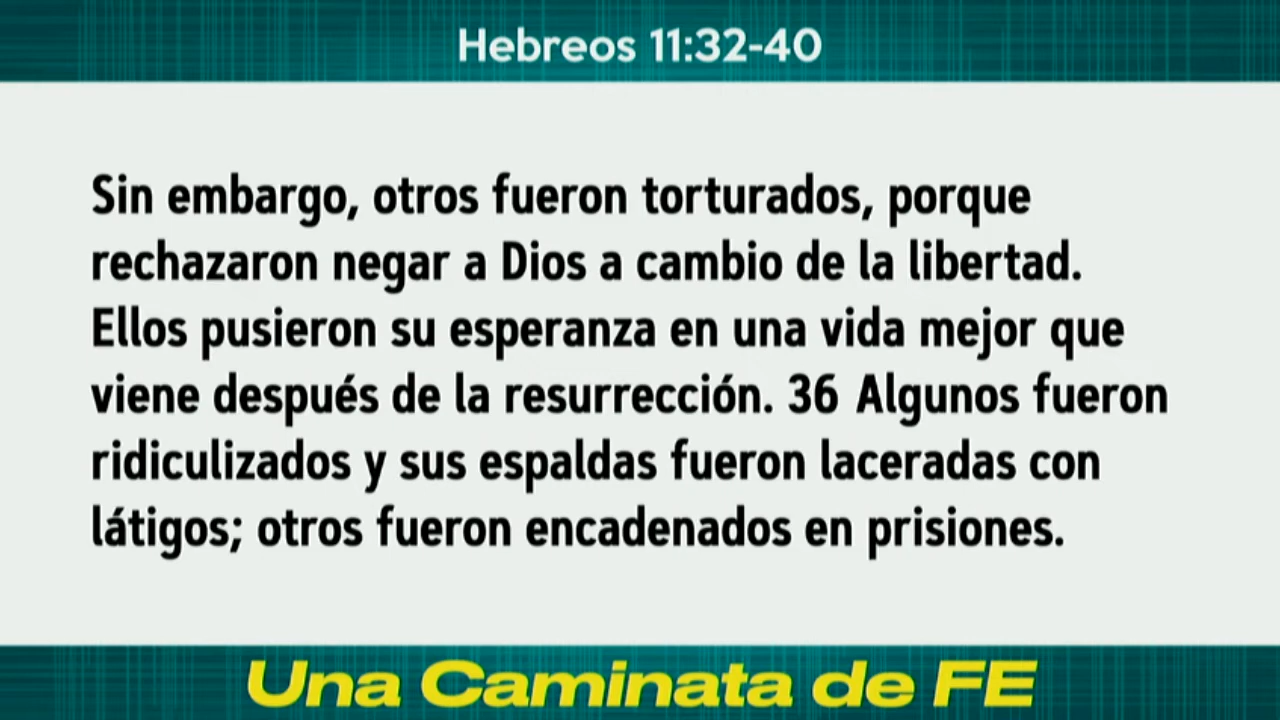 Hebreos 11:32-40
Sin embargo, otros fueron torturados, porque
rechazaron negar a Dios a cambio de la libertad.
Ellos pusieron su esperanza en una vida mejor que
viene después de la resurrección. 36 Algunos fueron
ridiculizados y sus espaldas fueron laceradas con
látigos; otros fueron encadenados en prisiones.
Una Caminata de FE